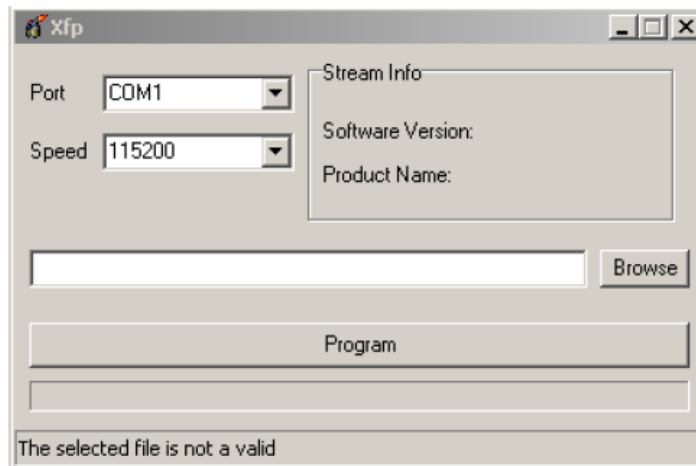 Xfp
Port
COM1
Speed
115200
Stream Info
Software Version:
Product Name:
Browse
Program
The selected file is not a valid